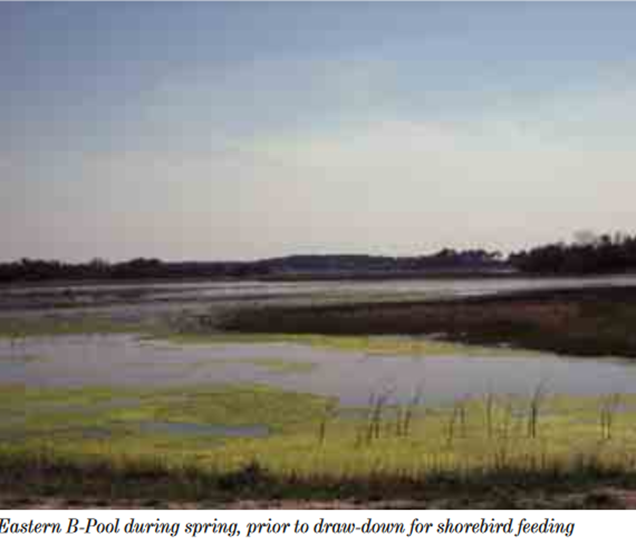 Eastern B-Pool during spring, prior to draw-down for shorebird feeding